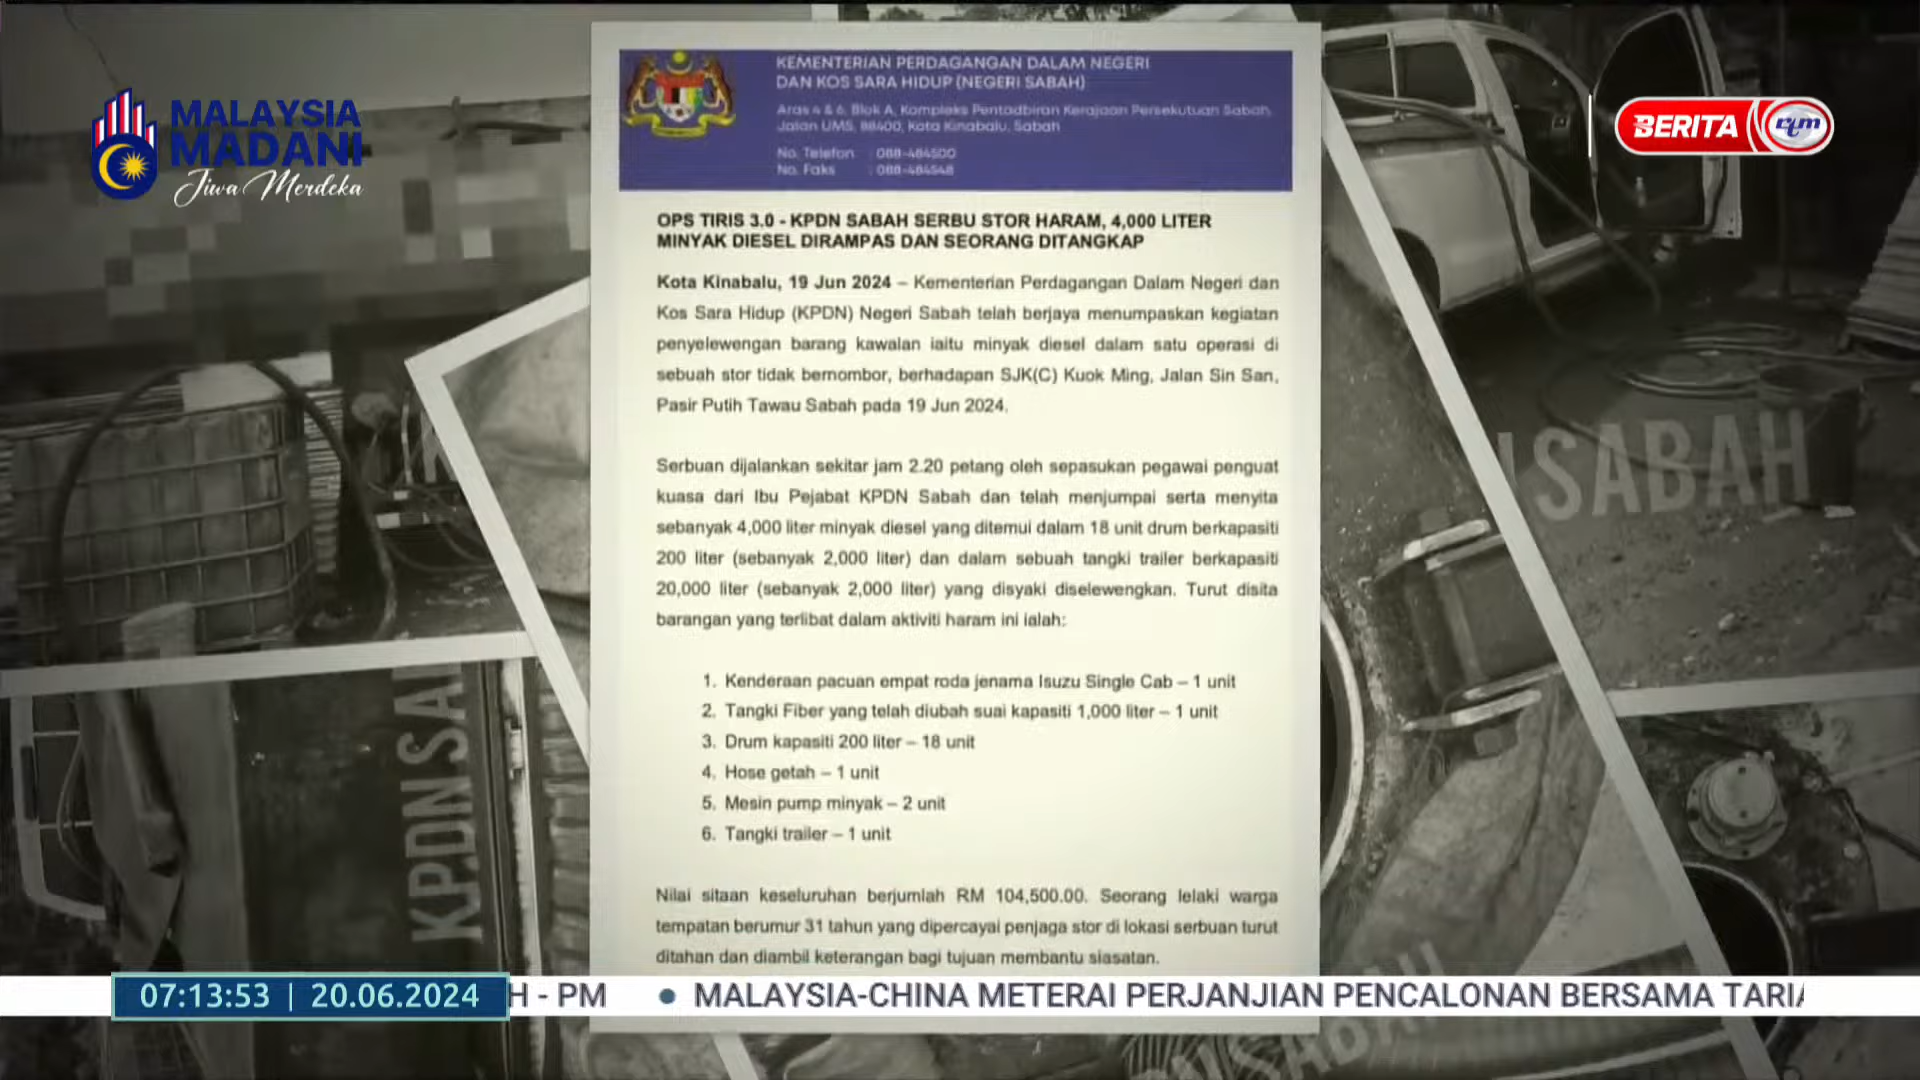 MALAYSIA
MADANI
Jiwa Merdeka
BERITA rtm
KEMENTERIAN PERDAGANGAN DALAM NEGERI
DAN KOS SARA HIDUP (NEGERI SABAH)
Aras 4 & 6, Blok A, Kompleks Pentadbiran Kerajaan Persekutuan Sabah,
Jalan UMS, 88400, Kota Kinabalu, Sabah
No. Telefon : 088-484500
No. Faks : 088-484548
OPS TIRIS 3.0 - KPDN SABAH SERBU STOR HARAM, 4,000 LITER
MINYAK DIESEL DIRAMPAS DAN SEORANG DITANGKAP
Kota Kinabalu, 19 Jun 2024 – Kementerian Perdagangan Dalam Negeri dan
Kos Sara Hidup (KPDN) Negeri Sabah telah berjaya menumpaskan kegiatan
penyelewengan barang kawalan iaitu minyak diesel dalam satu operasi di
sebuah stor tidak bernombor, berhadapan SJK(C) Kuok Ming, Jalan Sin San,
Pasir Putih Tawau Sabah pada 19 Jun 2024.
Serbuan dijalankan sekitar jam 2.20 petang oleh sepasukan pegawai penguat
kuasa dari Ibu Pejabat KPDN Sabah dan telah menjumpai serta menyita
sebanyak 4,000 liter minyak diesel yang ditemui dalam 18 unit drum berkapasiti
200 liter (sebanyak 2,000 liter) dan dalam sebuah tangki trailer berkapasiti
20,000 liter (sebanyak 2,000 liter) yang disyaki diselewengkan. Turut disita
barangan yang terlibat dalam aktiviti haram ini ialah:
1. Kenderaan pacuan empat roda jenama Isuzu Single Cab – 1 unit
2. Tangki Fiber yang telah diubah suai kapasiti 1,000 liter – 1 unit
3. Drum kapasiti 200 liter – 18 unit
4. Hose getah – 1 unit
5. Mesin pump minyak – 2 unit
6. Tangki trailer – 1 unit
Nilai sitaan keseluruhan berjumlah RM 104,500.00. Seorang lelaki warga
tempatan berumur 31 tahun yang dipercayai penjaga stor di lokasi serbuan turut
ditahan dan diambil keterangan bagi tujuan membantu siasatan.
N SABAH
KPDN SA
N SABAH
07:13:53 | 20.06.2024 H - PM • MALAYSIA-CHINA METERAI PERJANJIAN PENCALONAN BERSAMA TARIA